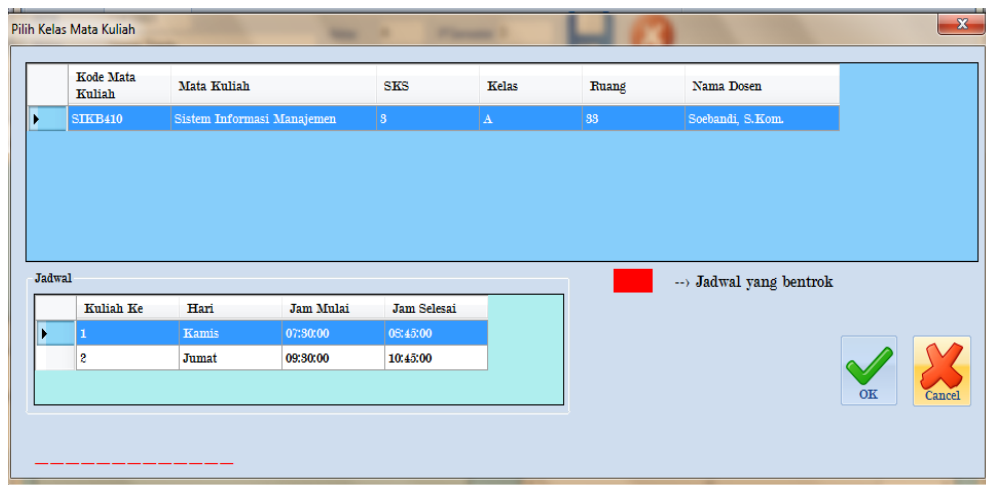 Pilih Kelas Mata Kuliah
Kode Mata Kuliah Mata Kuliah SKS Kelas Ruang Nama Dosen
SIKB410 Sistem Informasi Manajemen 3 A 33 Soebandi, S.Kom.
Jadwal
--> Jadwal yang bentrok
Kuliah Ke Hari Jam Mulai Jam Selesai
1 Kamis 07:30:00 08:45:00
2 Jumat 09:30:00 10:45:00
OK Cancel